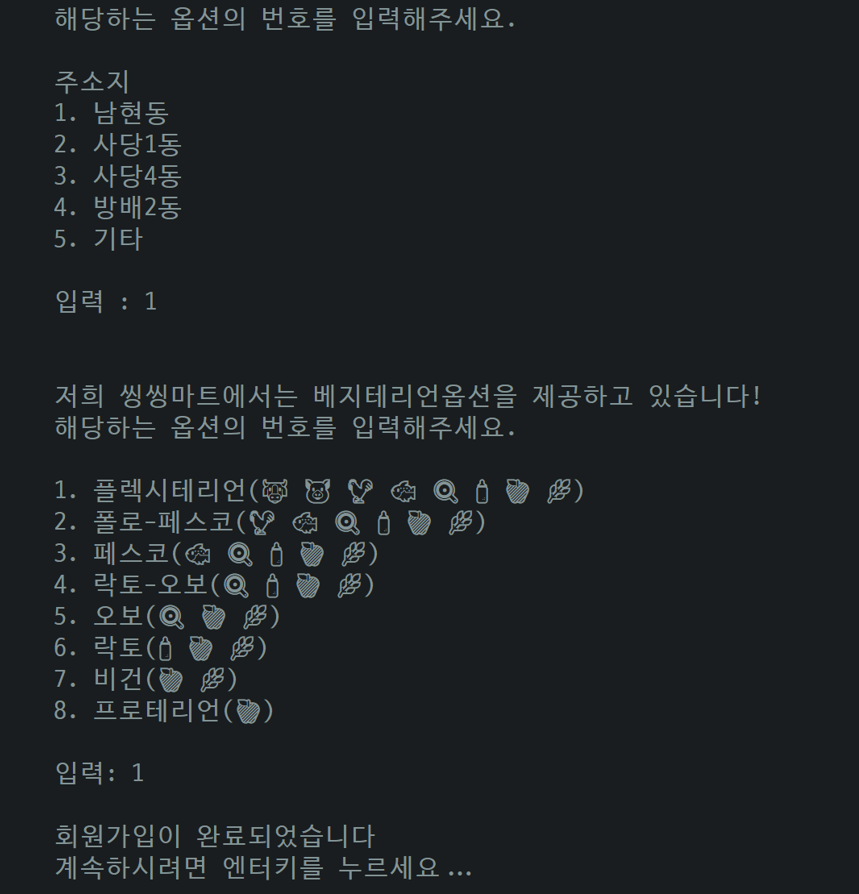 해당하는 옵션의 번호를 입력해주세요.
주소지
1. 남현동
2. 사당1동
3. 사당4동
4. 방배2동
5. 기타
입력 : 1
저희 씽씽마트에서는 베지테리언옵션을 제공하고 있습니다!
해당하는 옵션의 번호를 입력해주세요.
1. 플렉시테리언(🐮 🐷 🐓 🐟 🍳 🍼 🍎 🌾)
2. 폴로-페스코(🐓 🐟 🍳 🍼 🍎 🌾)
3. 페스코(🐟 🍳 🍼 🍎 🌾)
4. 락토-오보(🍳 🍼 🍎 🌾)
5. 오보(🍳 🍎 🌾)
6. 락토(🍼 🍎 🌾)
7. 비건(🍎 🌾)
8. 프로테리언(🍎)
입력: 1
회원가입이 완료되었습니다
계속하시려면 엔터키를 누르세요...